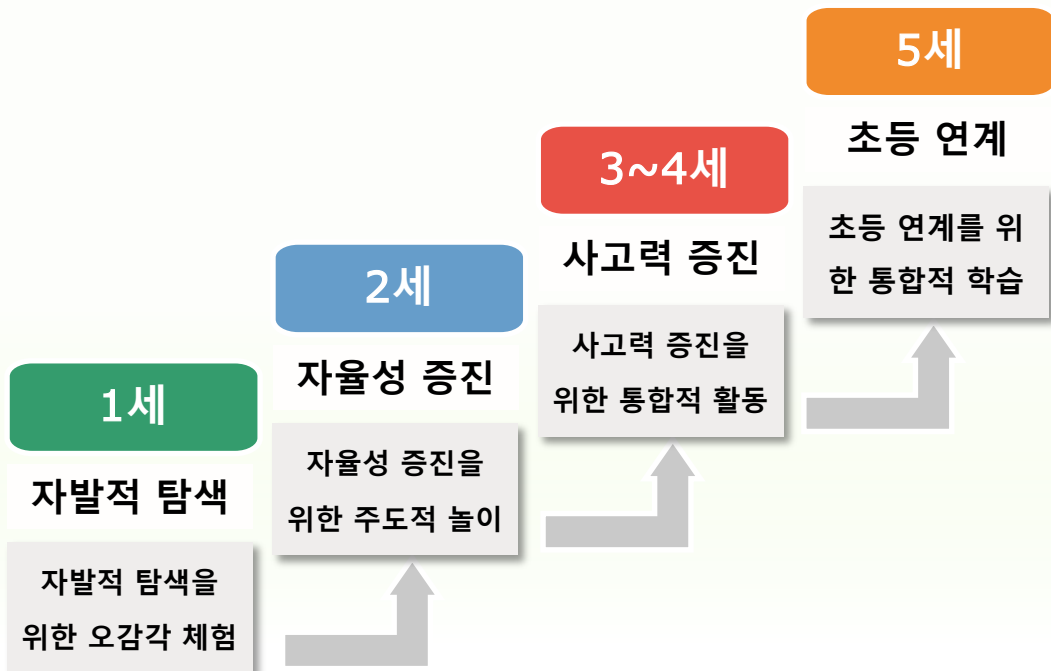 1세
자발적 탐색
자발적 탐색을
위한 오감각 체험
2세
자율성 증진
자율성 증진을
위한 주도적 놀이
3~4세
사고력 증진
사고력 증진을
위한 통합적 활동
5세
초등 연계
초등 연계를 위
한 통합적 학습